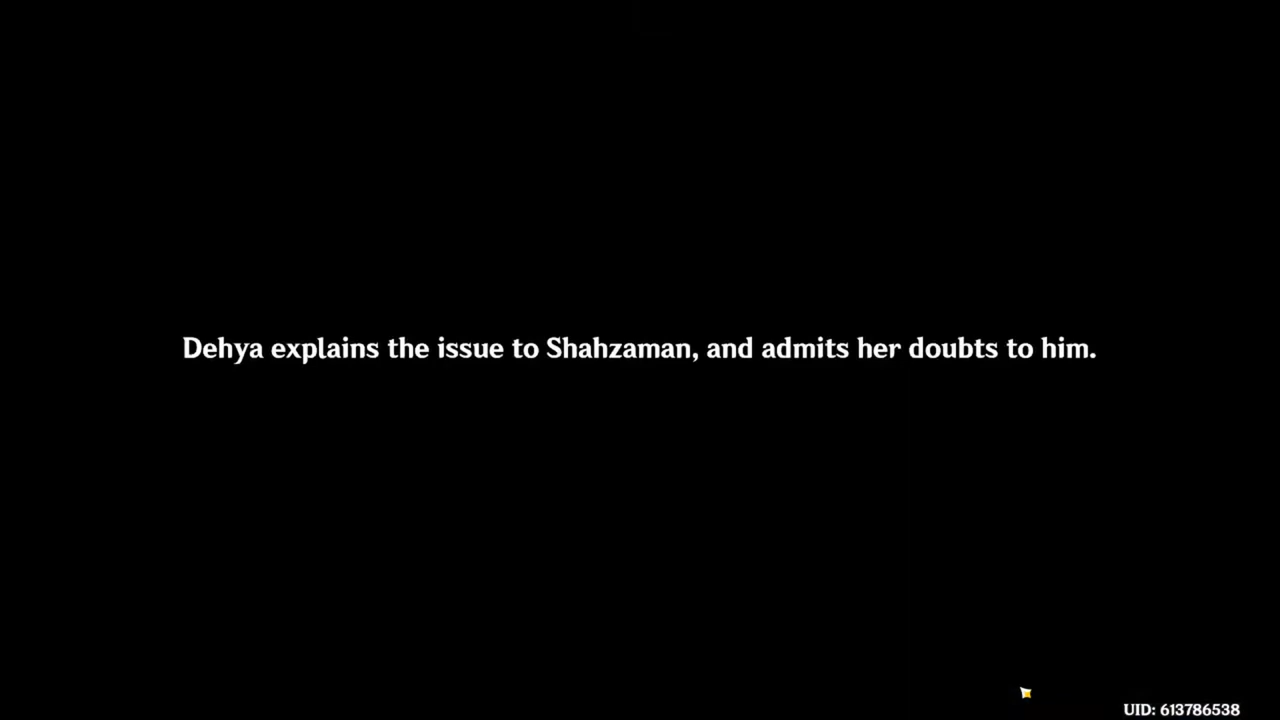 Dehya explains the issue to Shahzaman, and admits her doubts to him.
UID: 613786538